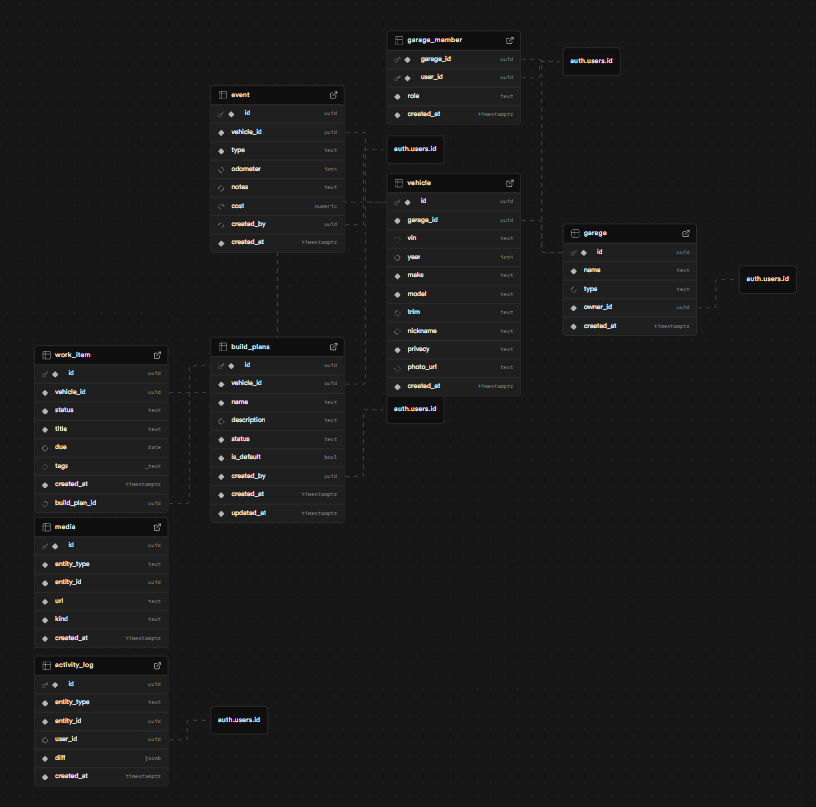 garage_member
garage_id uuid
user_id uuid
role text
created_at timestamptz
auth.users.id
event
id uuid
vehicle_id uuid
type text
odometer int4
notes text
cost numeric
created_by uuid
created_at timestamptz
auth.users.id
vehicle
id uuid
garage_id uuid
vin text
year int4
make text
model text
trim text
nickname text
privacy text
photo_url text
created_at timestamptz
auth.users.id
garage
id uuid
name text
type text
owner_id uuid
created_at timestamptz
auth.users.id
build_plans
id uuid
vehicle_id uuid
name text
description text
status text
is_default bool
created_by uuid
created_at timestamptz
updated_at timestamptz
work_item
id uuid
vehicle_id uuid
status text
title text
due date
tags _text
created_at timestamptz
build_plan_id uuid
media
id uuid
entity_type text
entity_id uuid
url text
kind text
created_at timestamptz
activity_log
id uuid
entity_type text
entity_id uuid
user_id uuid
diff jsonb
created_at timestamptz
auth.users.id